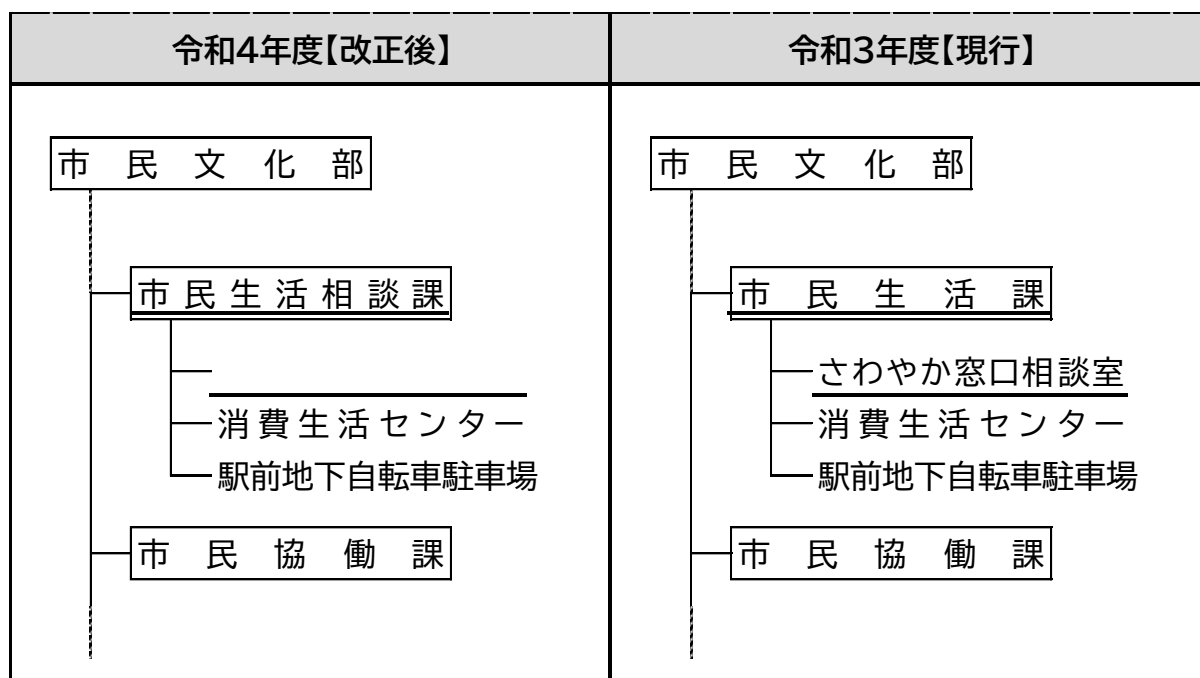 令和4年度【改正後】
令和3年度【現行】
市民文化部
市民生活相談課
消費生活センター
駅前地下自転車駐車場
市民協働課
市民文化部
市民生活課
さわやか窓口相談室
消費生活センター
駅前地下自転車駐車場
市民協働課